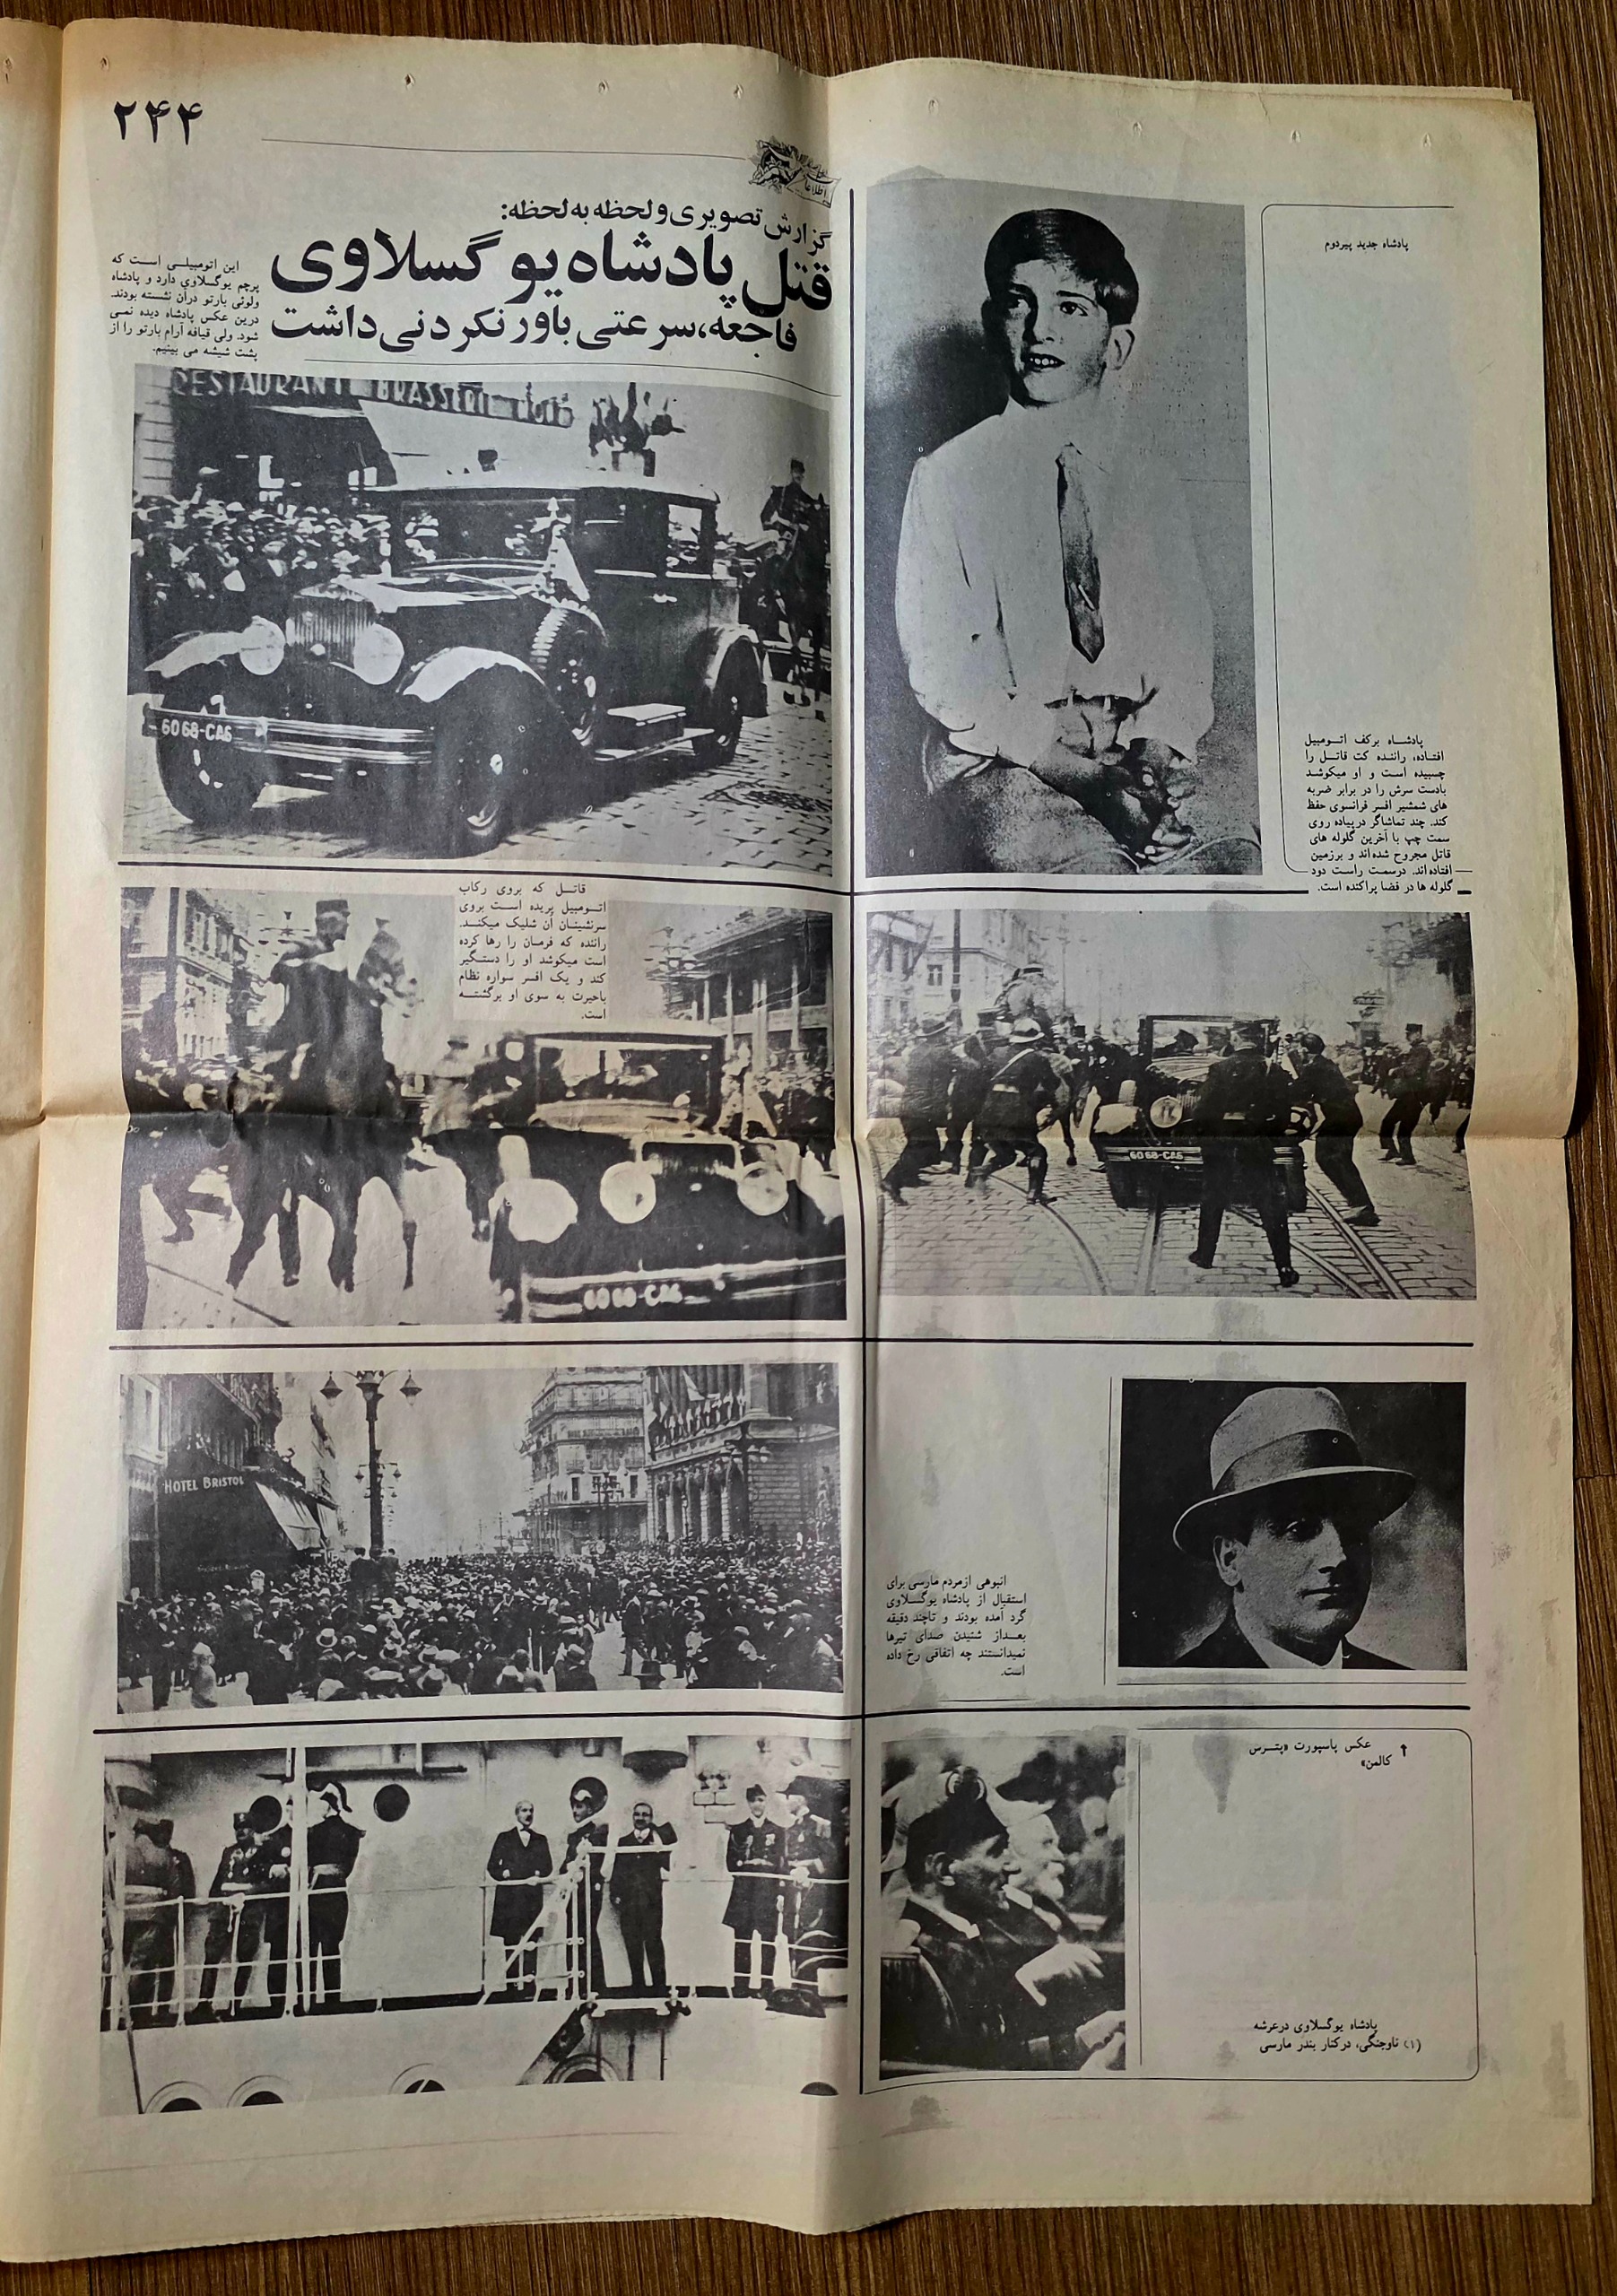 ۲۴۴
اطلاعات
گزارش تصویری و لحظه به لحظه:
قتل پادشاه یوگسلاوی
فاجعه، سرعتی باور نکردنی داشت
این اتومبیلی است که
پرچم یوگسلاوی دارد و پادشاه
ولوئی بارتو درآن نشسته بودند.
درین عکس پادشاه دیده نمی
شود. ولی قیافه آرام بارتو را از
پشت شیشه می بینیم.
RESTAURANT BRASSERIE
6068-CA6
پادشاه جدید پیردوم
پادشاه برکف اتومبیل
افتاده، راننده کت قاتل را
چسبیده است و او میکوشد
بادست سرش را در برابر ضربه
های شمشیر افسر فرانسوی حفظ
کند. چند تماشاگر درپیاده روی
سمت چپ با آخرین گلوله های
قاتل مجروح شده‌اند و برزمین
افتاده‌اند. درسمت راست دود
گلوله ها در فضا پراکنده است.
قاتل که بروی رکاب
اتومبیل پریده است بروی
سرنشینان آن شلیک میکند.
راننده که فرمان را رها کرده
است میکوشد او را دستگیر
کند و یک افسر سواره نظام
باحیرت به سوی او برگشته
است.
6068-CA6
6068-CA6
HOTEL BRISTOL
انبوهی ازمردم مارسی برای
استقبال از پادشاه یوگسلاوی
گرد آمده بودند و تاچند دقیقه
بعداز شنیدن صدای تیرها
نمیدانستند چه اتفاقی رخ داده
است.
↑ عکس پاسپورت «پترس
کالمن»
پادشاه یوگسلاوی درعرشه
(۱) ناوجنگی، درکنار بندر مارسی